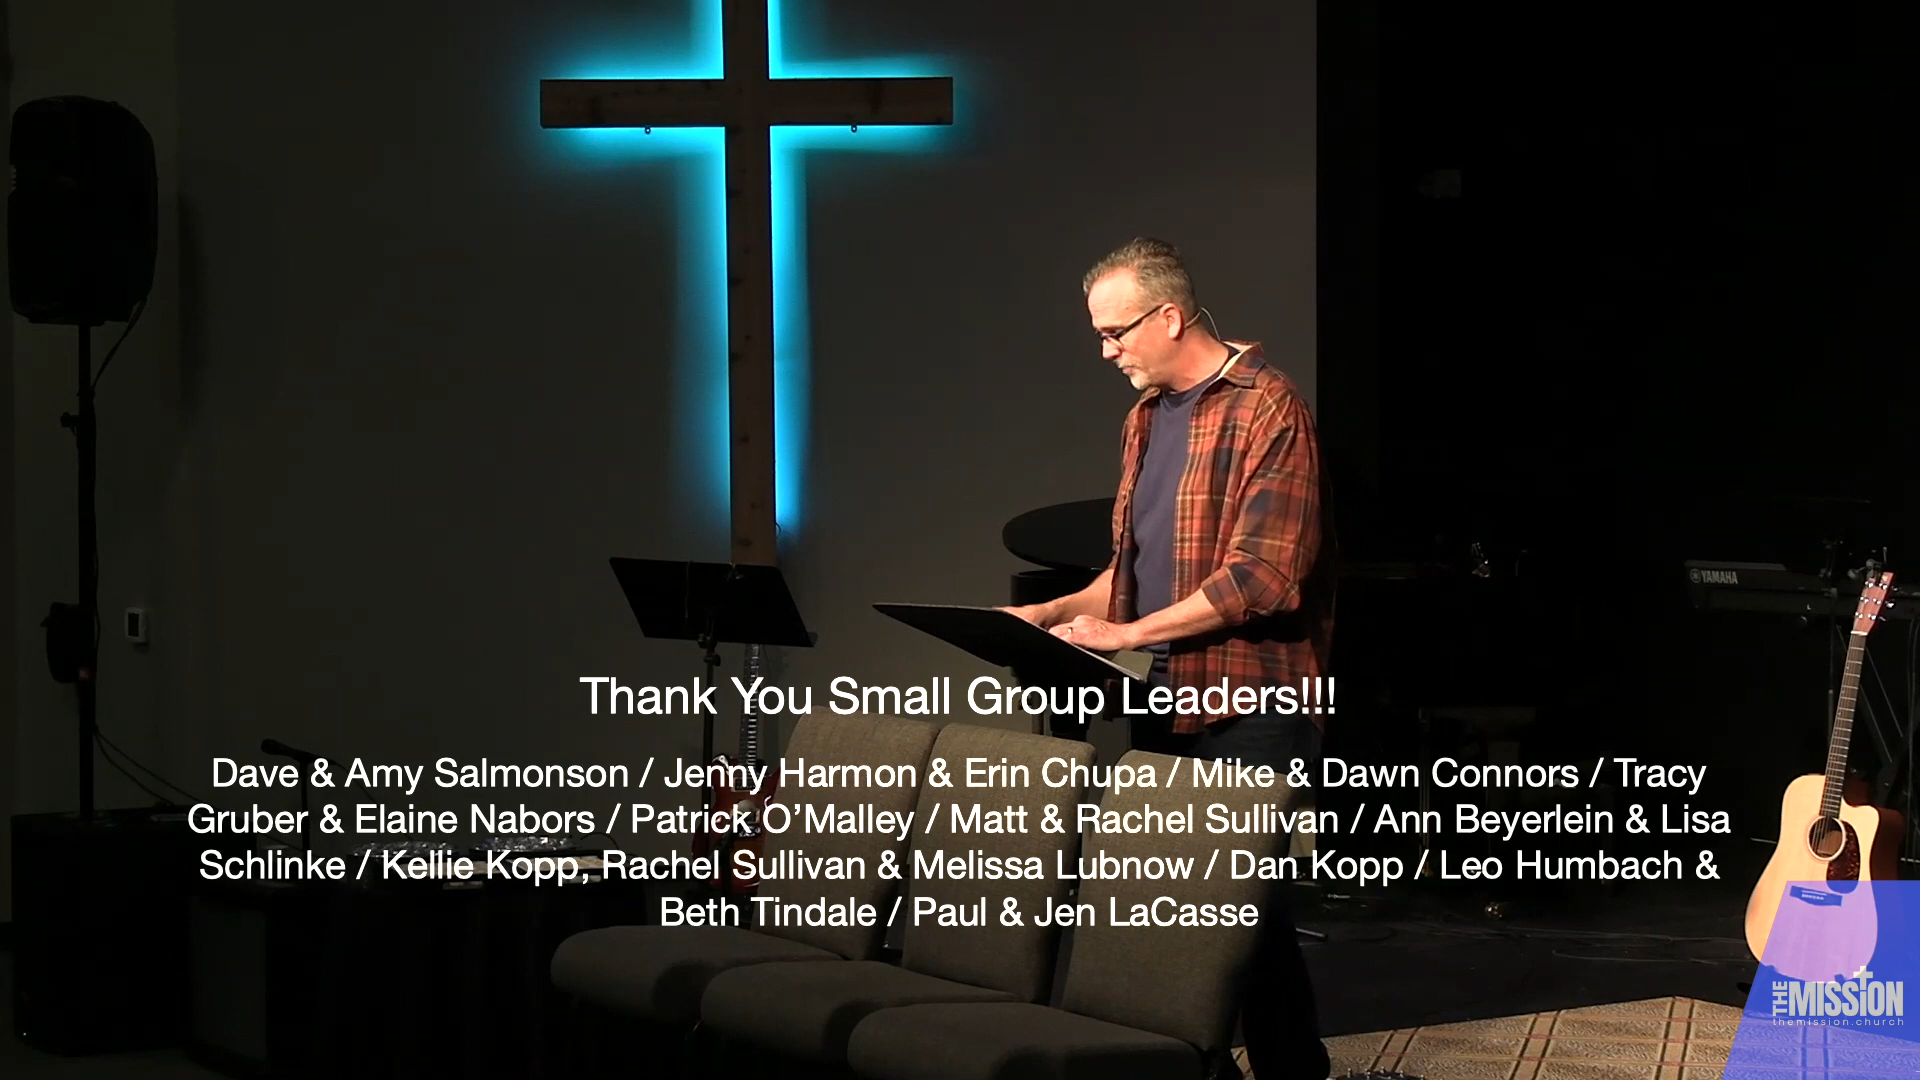 YAMAHA
Thank You Small Group Leaders!!!
Dave & Amy Salmonson / Jenny Harmon & Erin Chupa / Mike & Dawn Connors / Tracy
Gruber & Elaine Nabors / Patrick O’Malley / Matt & Rachel Sullivan / Ann Beyerlein & Lisa
Schlinke / Kellie Kopp, Rachel Sullivan & Melissa Lubnow / Dan Kopp / Leo Humbach &
Beth Tindale / Paul & Jen LaCasse
THE MISSION
themission.church